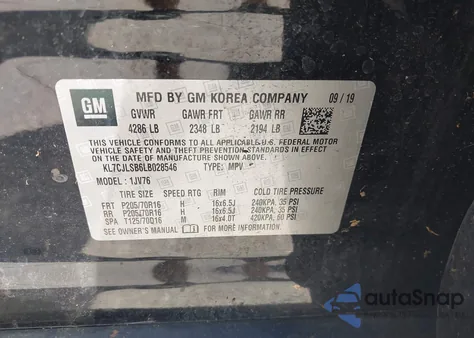 GM MFD BY GM KOREA COMPANY 09/19
GVWR GAWR FRT GAWR RR
4286 LB 2348 LB 2194 LB
THIS VEHICLE CONFORMS TO ALL APPLICABLE U.S. FEDERAL MOTOR
VEHICLE SAFETY, BUMPER, AND THEFT PREVENTION STANDARDS
IN EFFECT ON THE DATE OF MANUFACTURE SHOWN ABOVE.
KL7CJLSB6LB028546 TYPE: MPV
MODEL: 1JV76
TIRE SIZE SPEED RTG RIM COLD TIRE PRESSURE
FRT P205/70R16 H 16x6.5J 240KPA, 35 PSI
RR P205/70R16 H 16x6.5J 240KPA, 35 PSI
SPA T125/70D16 M 16x4.0T 420KPA, 60 PSI
SEE OWNER'S MANUAL FOR MORE INFORMATION.
autoSnap